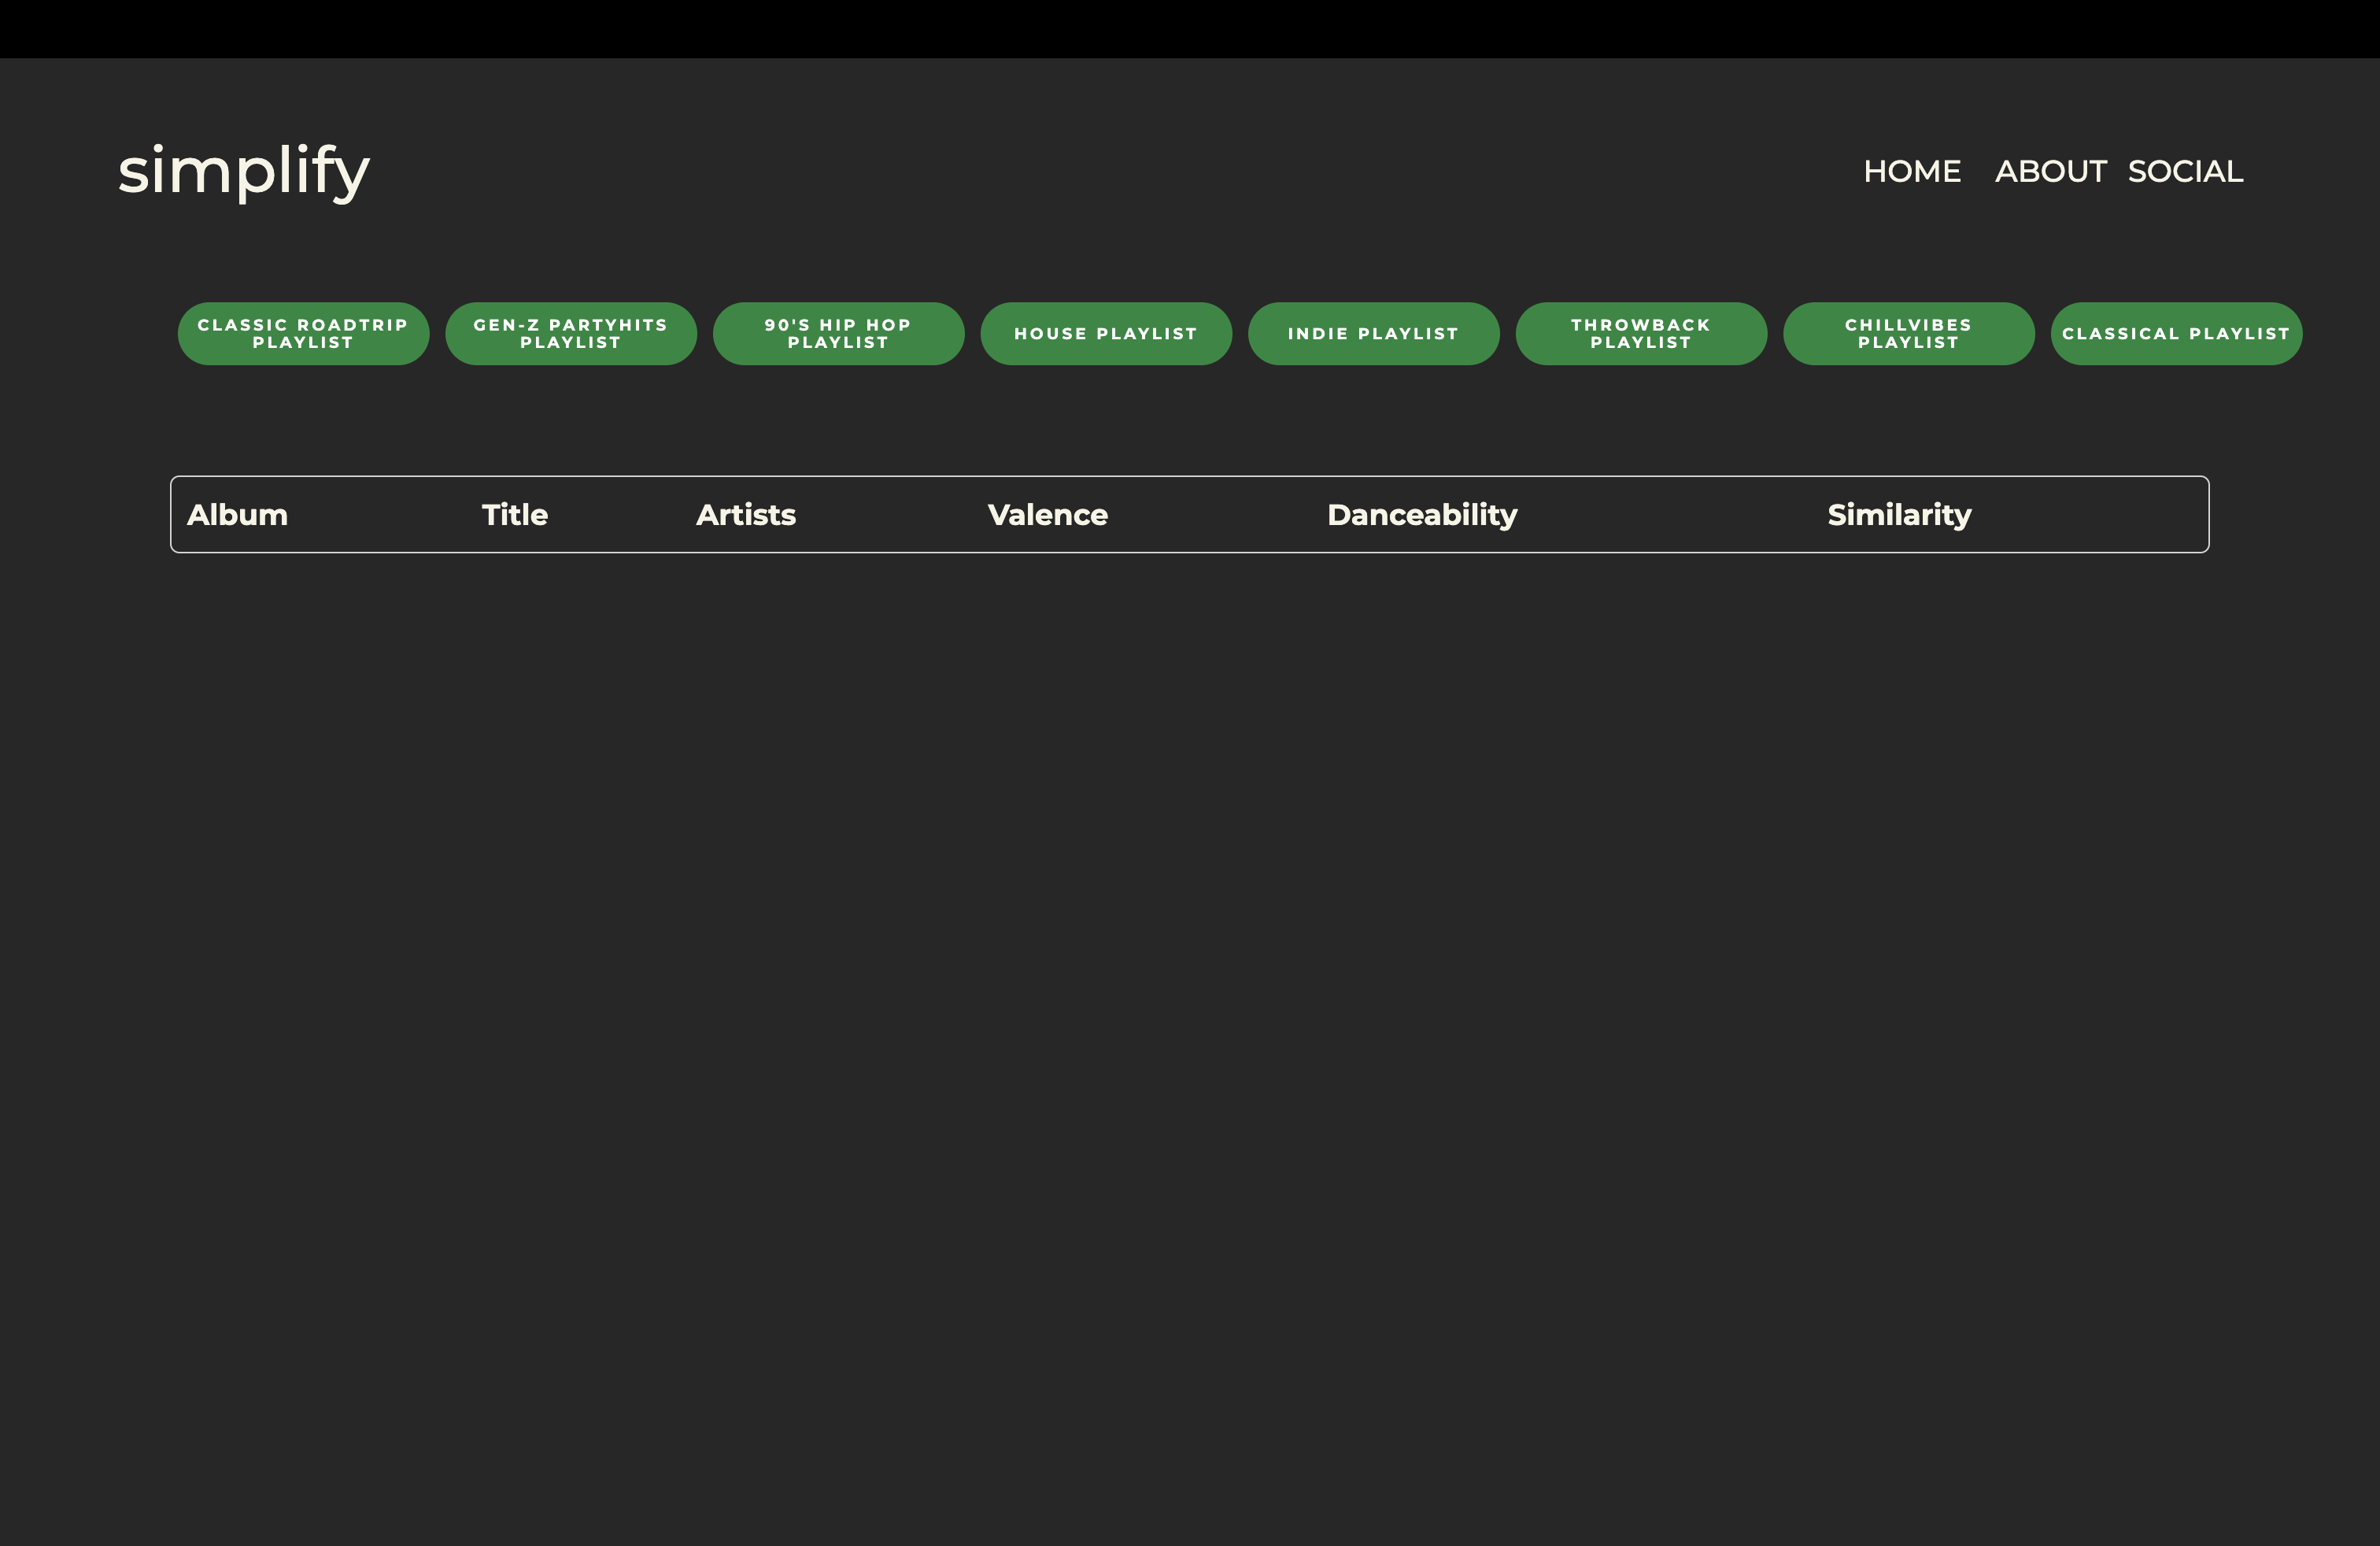 simplify
HOME ABOUT SOCIAL
CLASSIC ROADTRIP
PLAYLIST
GEN-Z PARTYHITS
PLAYLIST
90'S HIP HOP
PLAYLIST
HOUSE PLAYLIST
INDIE PLAYLIST
THROWBACK
PLAYLIST
CHILLVIBES
PLAYLIST
CLASSICAL PLAYLIST
Album Title Artists Valence Danceability Similarity